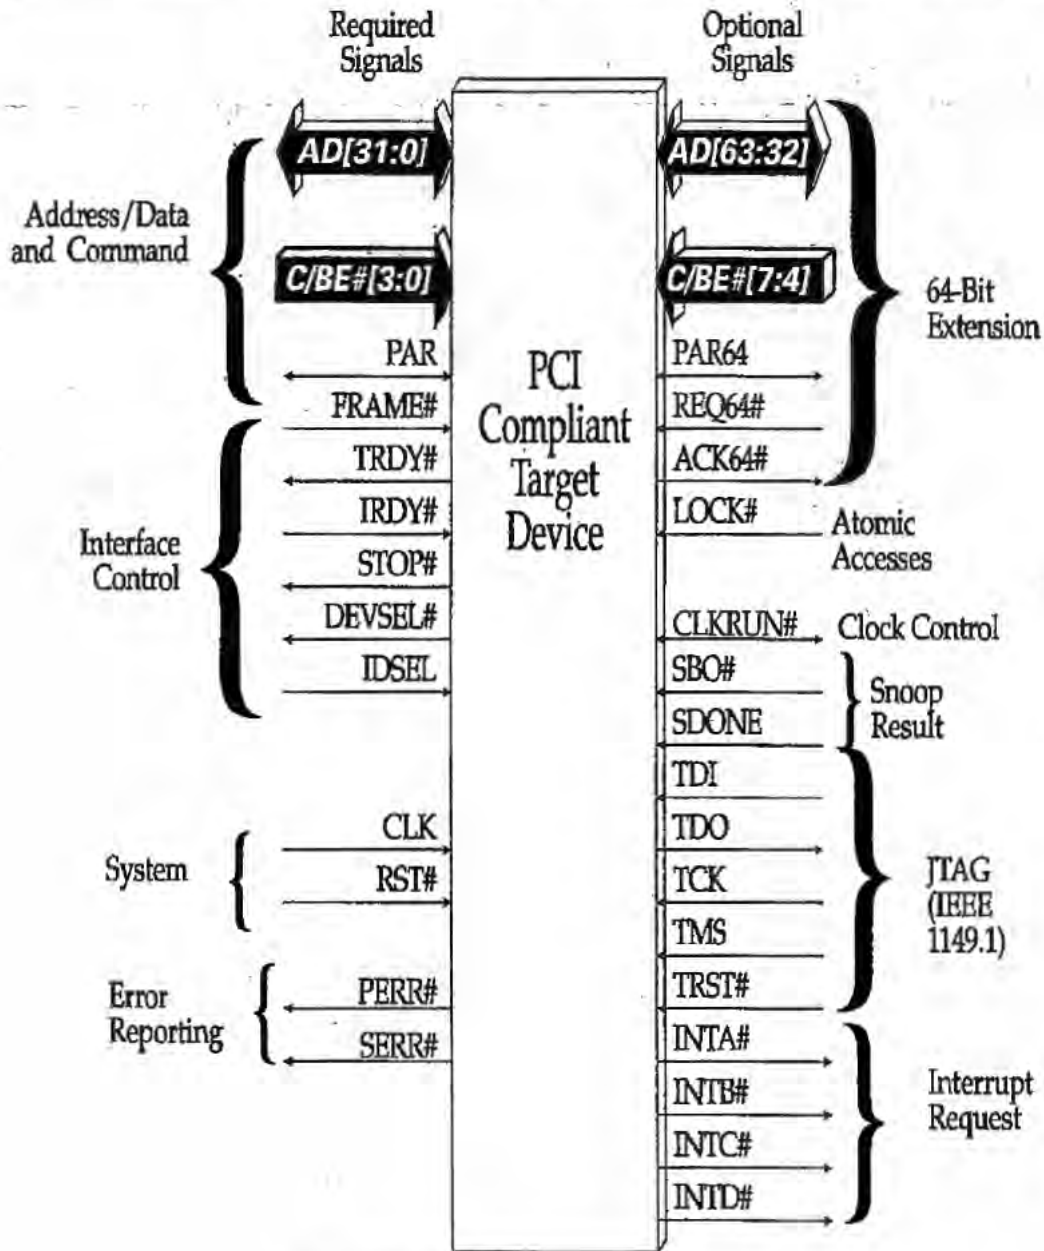 Required
Signals
Optional
Signals
AD[31:0]
AD[63:32]
Address/Data
and Command
C/BE#[3:0]
C/BE#[7:4]
64-Bit
Extension
PAR
PAR64
FRAME#
REQ64#
TRDY#
ACK64#
IRDY#
LOCK#
Atomic
Accesses
PCI
Compliant
Target
Device
Interface
Control
STOP#
DEVSEL#
CLKRUN#
Clock Control
IDSEL
SBO#
SDONE
Snoop
Result
TDI
CLK
TDO
System
RST#
TCK
TMS
JTAG
(IEEE
1149.1)
Error
Reporting
PERR#
TRST#
SERR#
INTA#
INTB#
INTC#
INTD#
Interrupt
Request